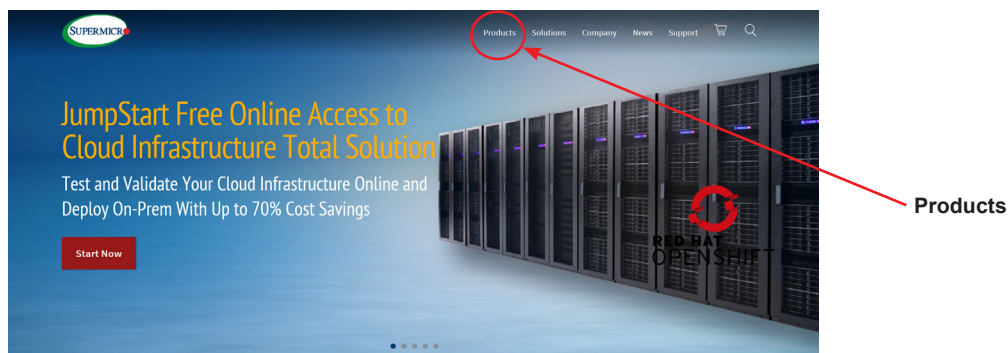 SUPERMICR
Products Solutions Company News Support
JumpStart Free Online Access to
Cloud Infrastructure Total Solution
Test and Validate Your Cloud Infrastructure Online and
Deploy On-Prem With Up to 70% Cost Savings
Products
RED HAT
OPENSHIFT
Start Now